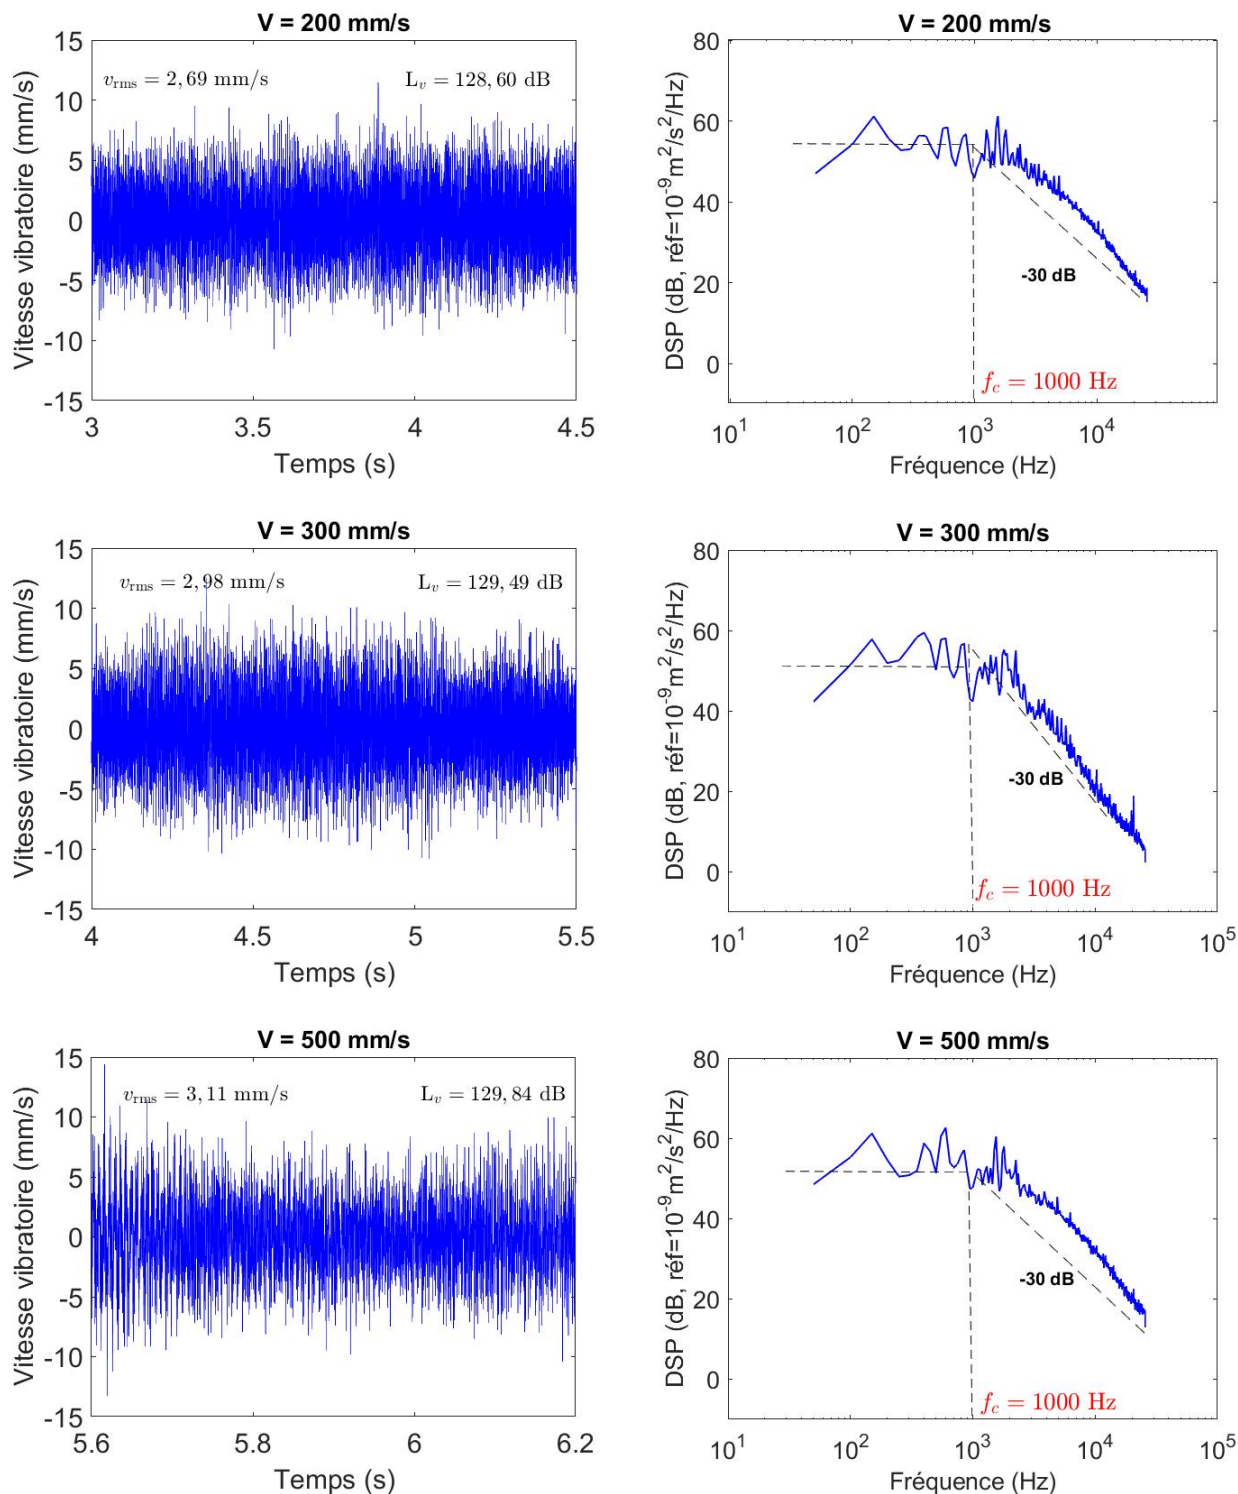 V = 200 mm/s
v_rms = 2,69 mm/s
L_v = 128,60 dB
Vitesse vibratoire (mm/s)
15
10
5
0
-5
-10
-15
3
3.5
4
4.5
Temps (s)
V = 200 mm/s
DSP (dB, réf=10^-9 m^2/s^2/Hz)
80
60
40
20
0
-30 dB
f_c = 1000 Hz
10^1
10^2
10^3
10^4
Fréquence (Hz)
V = 300 mm/s
v_rms = 2,98 mm/s
L_v = 129,49 dB
Vitesse vibratoire (mm/s)
15
10
5
0
-5
-10
-15
4
4.5
5
5.5
Temps (s)
V = 300 mm/s
DSP (dB, réf=10^-9 m^2/s^2/Hz)
80
60
40
20
0
-30 dB
f_c = 1000 Hz
10^1
10^2
10^3
10^4
10^5
Fréquence (Hz)
V = 500 mm/s
v_rms = 3,11 mm/s
L_v = 129,84 dB
Vitesse vibratoire (mm/s)
15
10
5
0
-5
-10
-15
5.6
5.8
6
6.2
Temps (s)
V = 500 mm/s
DSP (dB, réf=10^-9 m^2/s^2/Hz)
80
60
40
20
0
-30 dB
f_c = 1000 Hz
10^1
10^2
10^3
10^4
10^5
Fréquence (Hz)